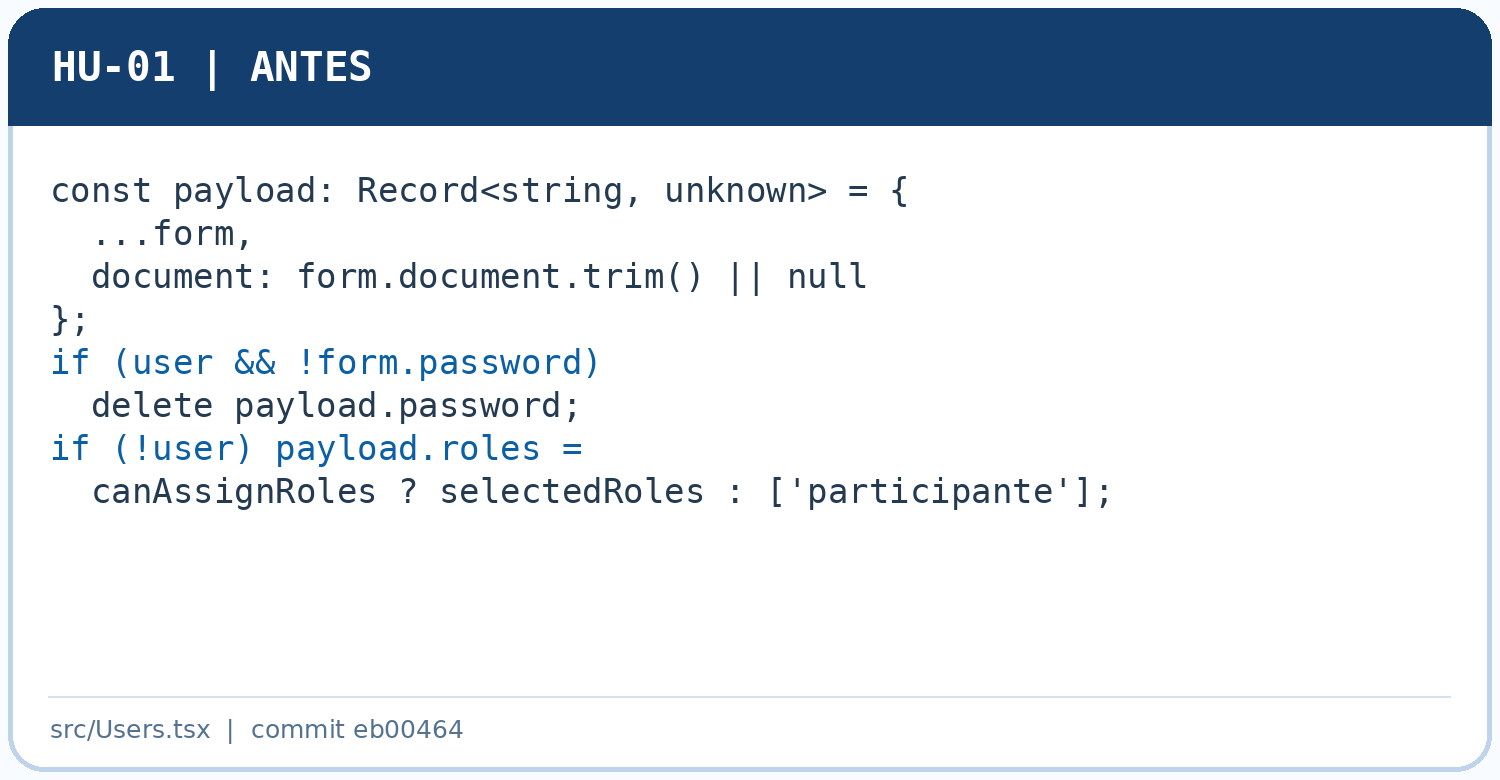 HU-01 | ANTES
const payload: Record<string, unknown> = {
  ...form,
  document: form.document.trim() || null
};
if (user && !form.password)
  delete payload.password;
if (!user) payload.roles =
  canAssignRoles ? selectedRoles : ['participante'];
src/Users.tsx | commit eb00464